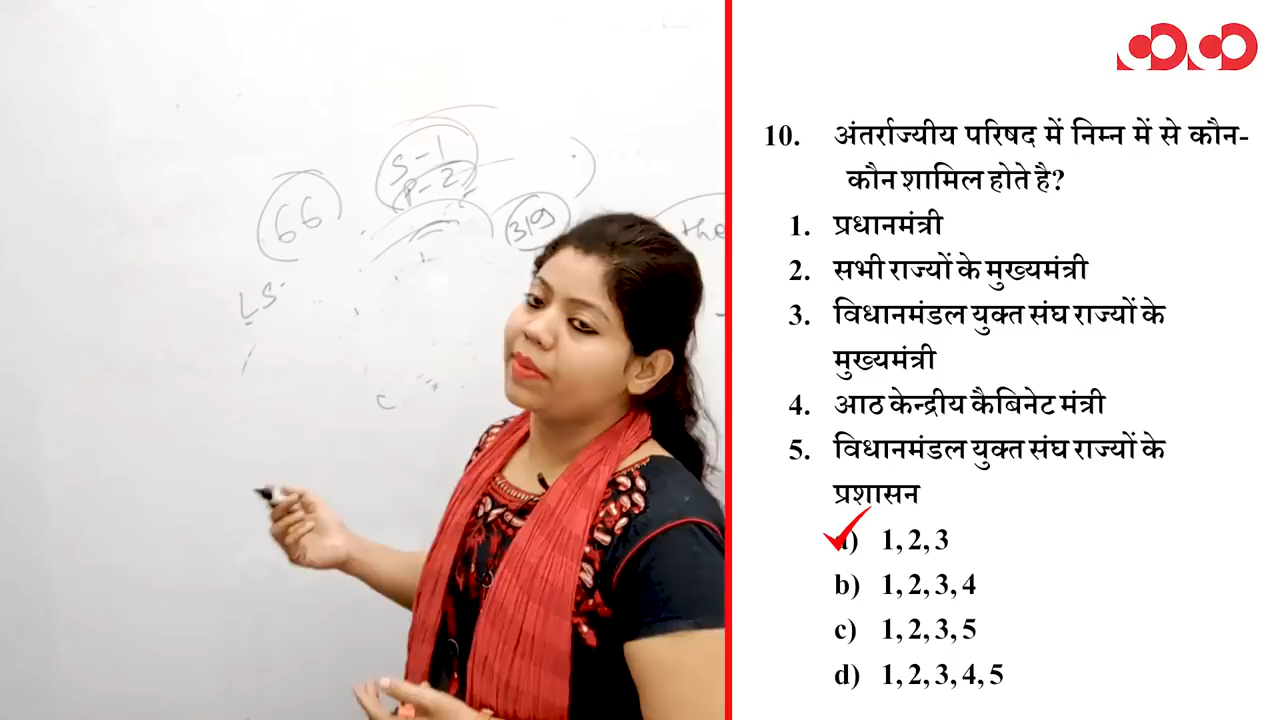 S-1
P-2
66
319
the
LS
10. अंतर्राज्यीय परिषद में निम्न में से कौन-
कौन शामिल होते है?
1. प्रधानमंत्री
2. सभी राज्यों के मुख्यमंत्री
3. विधानमंडल युक्त संघ राज्यों के
मुख्यमंत्री
4. आठ केन्द्रीय कैबिनेट मंत्री
5. विधानमंडल युक्त संघ राज्यों के
प्रशासन
a) 1, 2, 3
b) 1, 2, 3, 4
c) 1, 2, 3, 5
d) 1, 2, 3, 4, 5